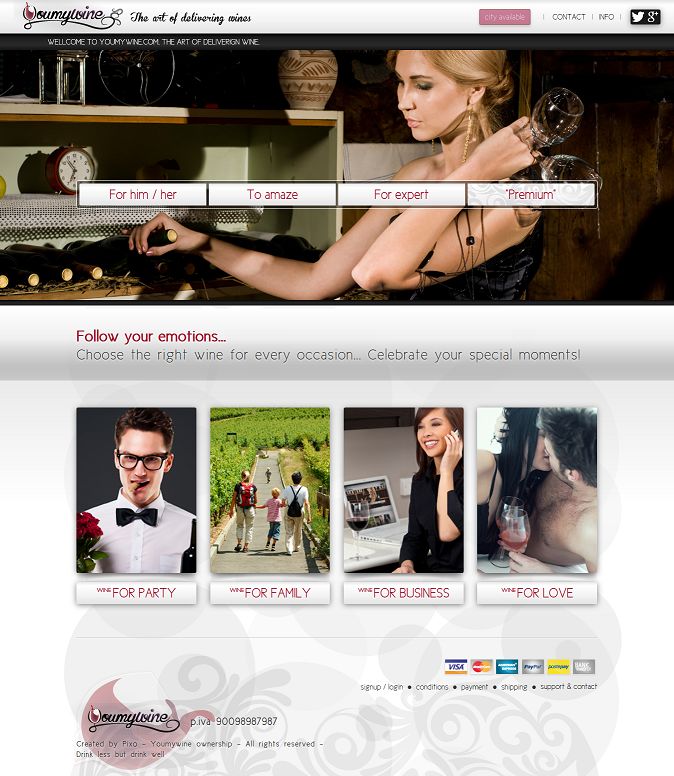 Youmywine The art of delivering wines
city available | CONTACT | INFO |
WELLCOME TO YOUMYWINE.COM. THE ART OF DELIVERIGN WINE.
For him / her To amaze For expert "Premium"
Follow your emotions...
Choose the right wine for every occasion... Celebrate your special moments!
WINE FOR PARTY WINE FOR FAMILY WINE FOR BUSINESS WINE FOR LOVE
VISA MasterCard PayPal postepay BANK
signup / login ● conditions ● payment ● shipping ● support & contact
Youmywine p.iva 90098987987
Created by Pixo - Youmywine ownership - All rights reserved -
Drink less but drink well